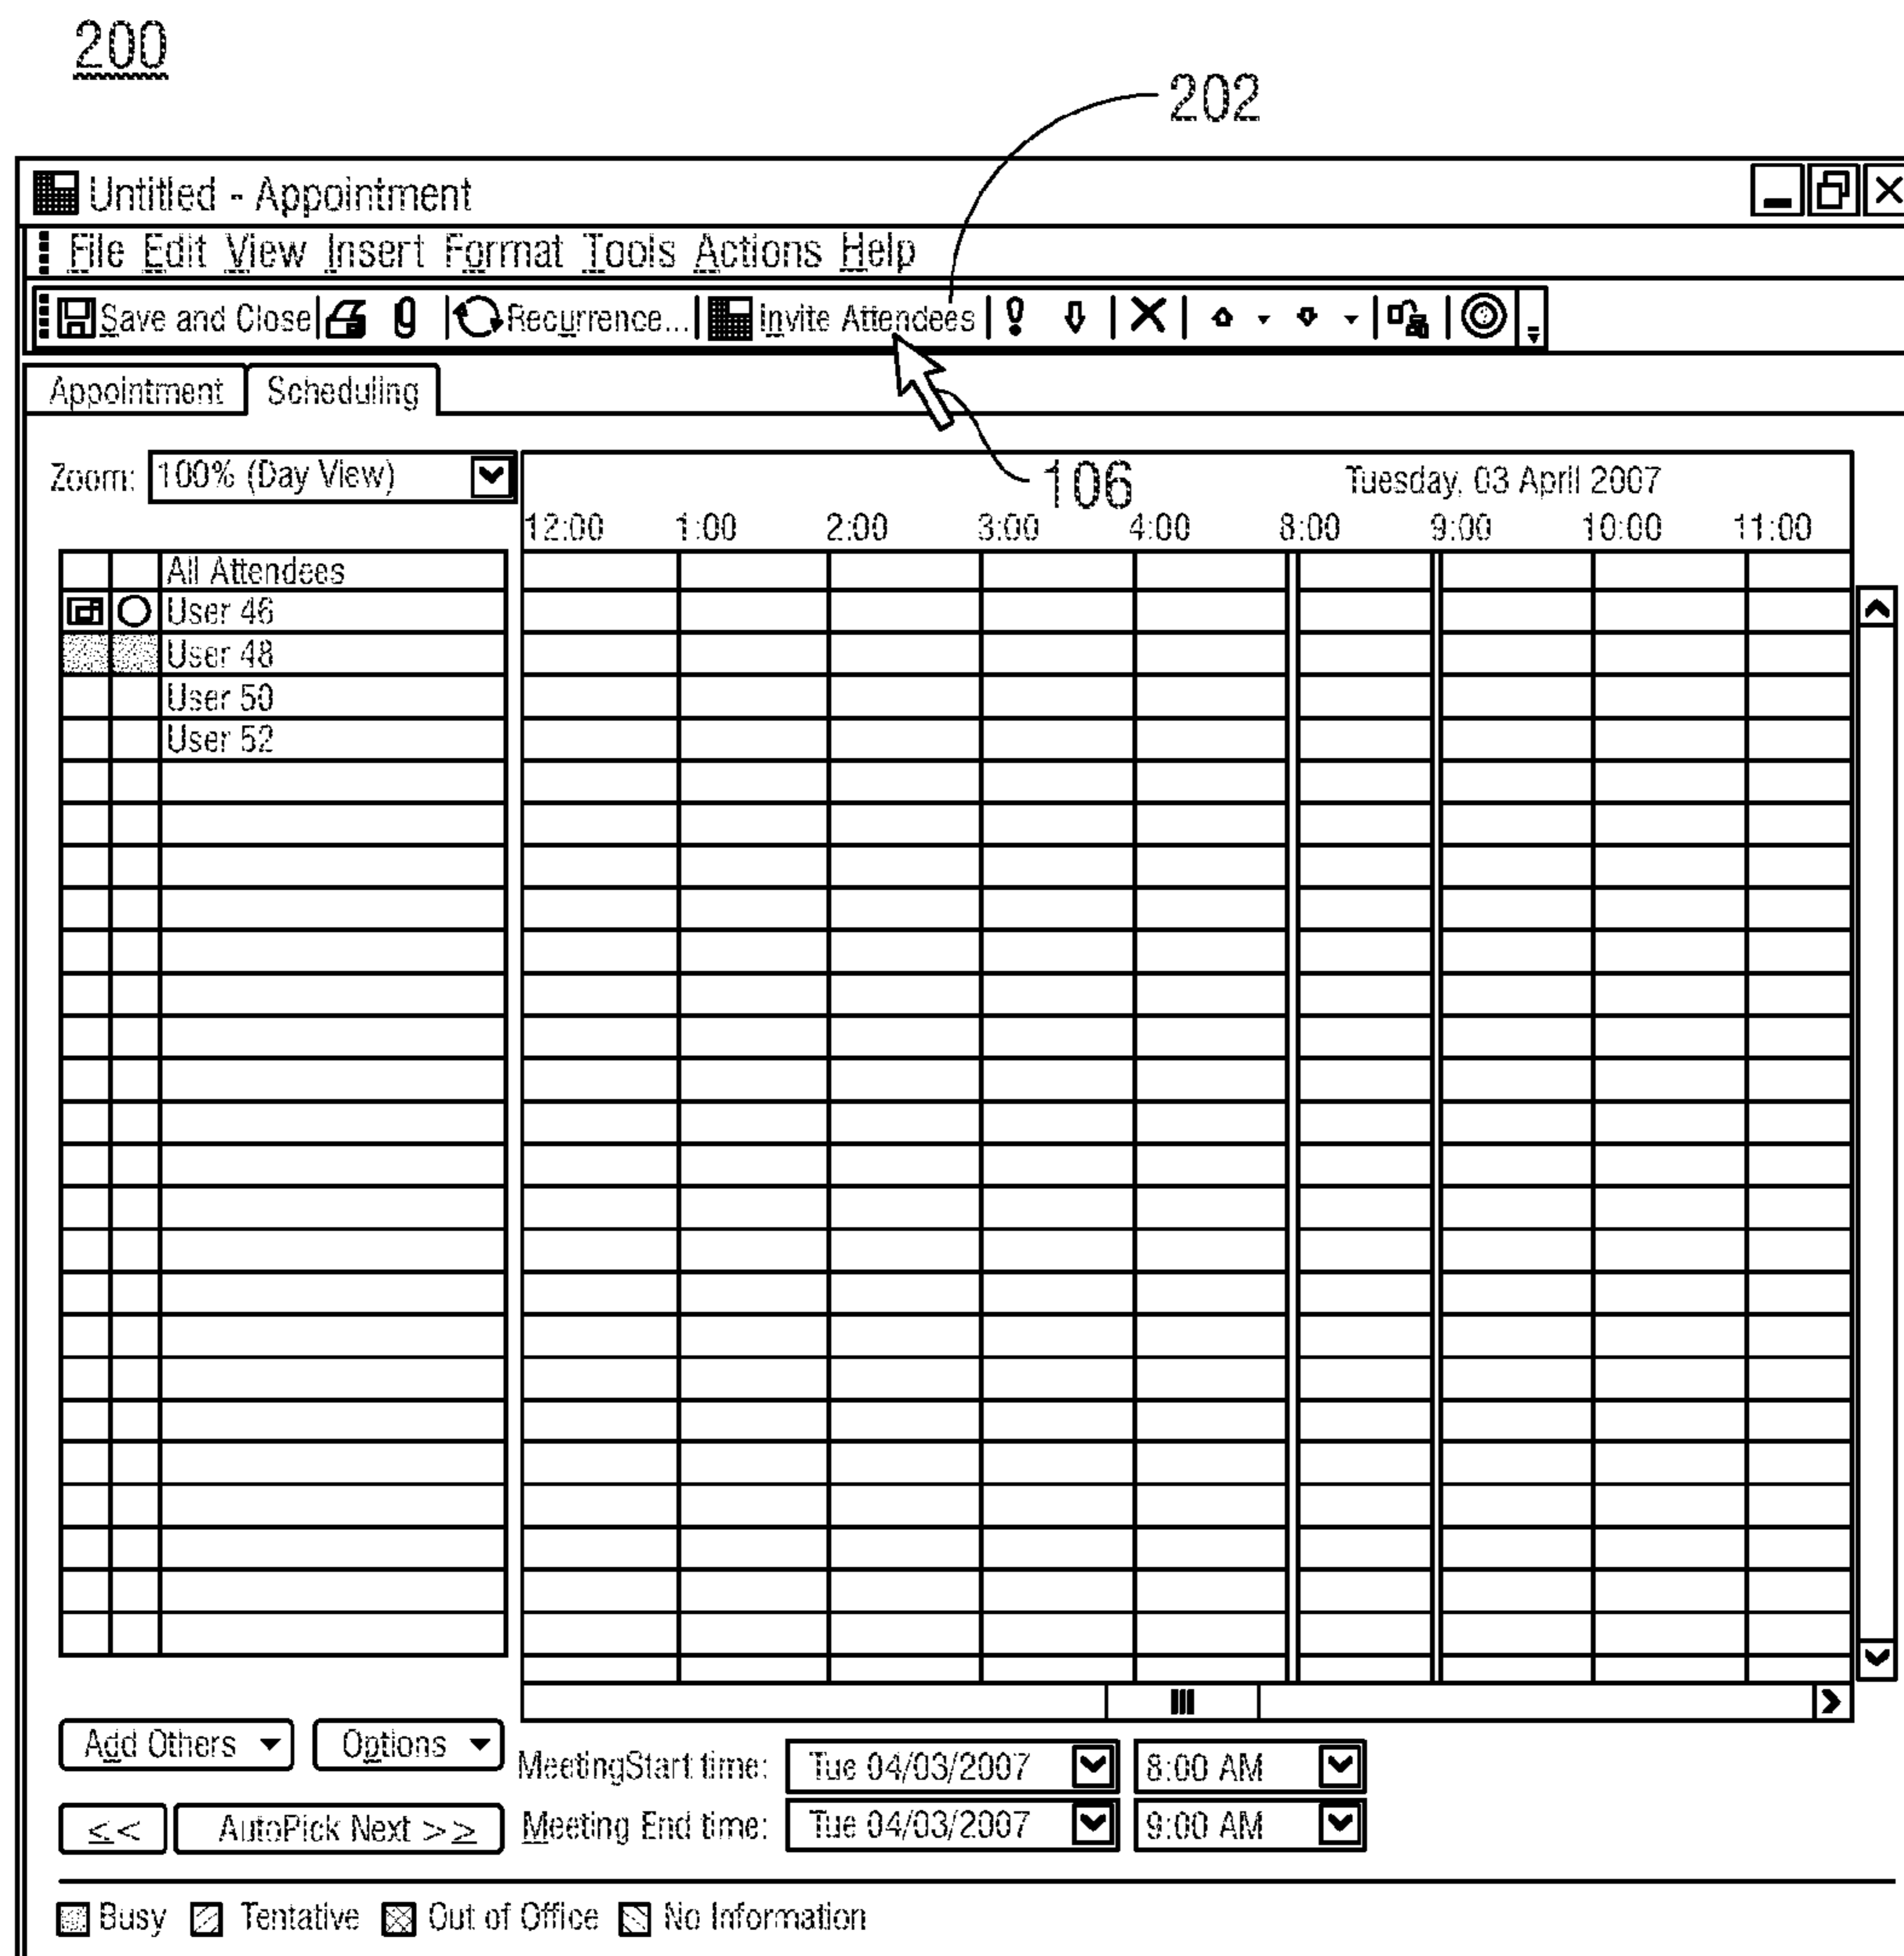 200
202
Untitled - Appointment
File Edit View Insert Format Tools Actions Help
Save and Close Recurrence... Invite Attendees
Appointment Scheduling
106
Zoom: 100% (Day View) Tuesday, 03 April 2007
12:00 1:00 2:00 3:00 4:00 8:00 9:00 10:00 11:00
All Attendees
User 46
User 48
User 50
User 52
Add Others Options
MeetingStart time: Tue 04/03/2007 8:00 AM
<< AutoPick Next >>
Meeting End time: Tue 04/03/2007 9:00 AM
Busy Tentative Out of Office No Information